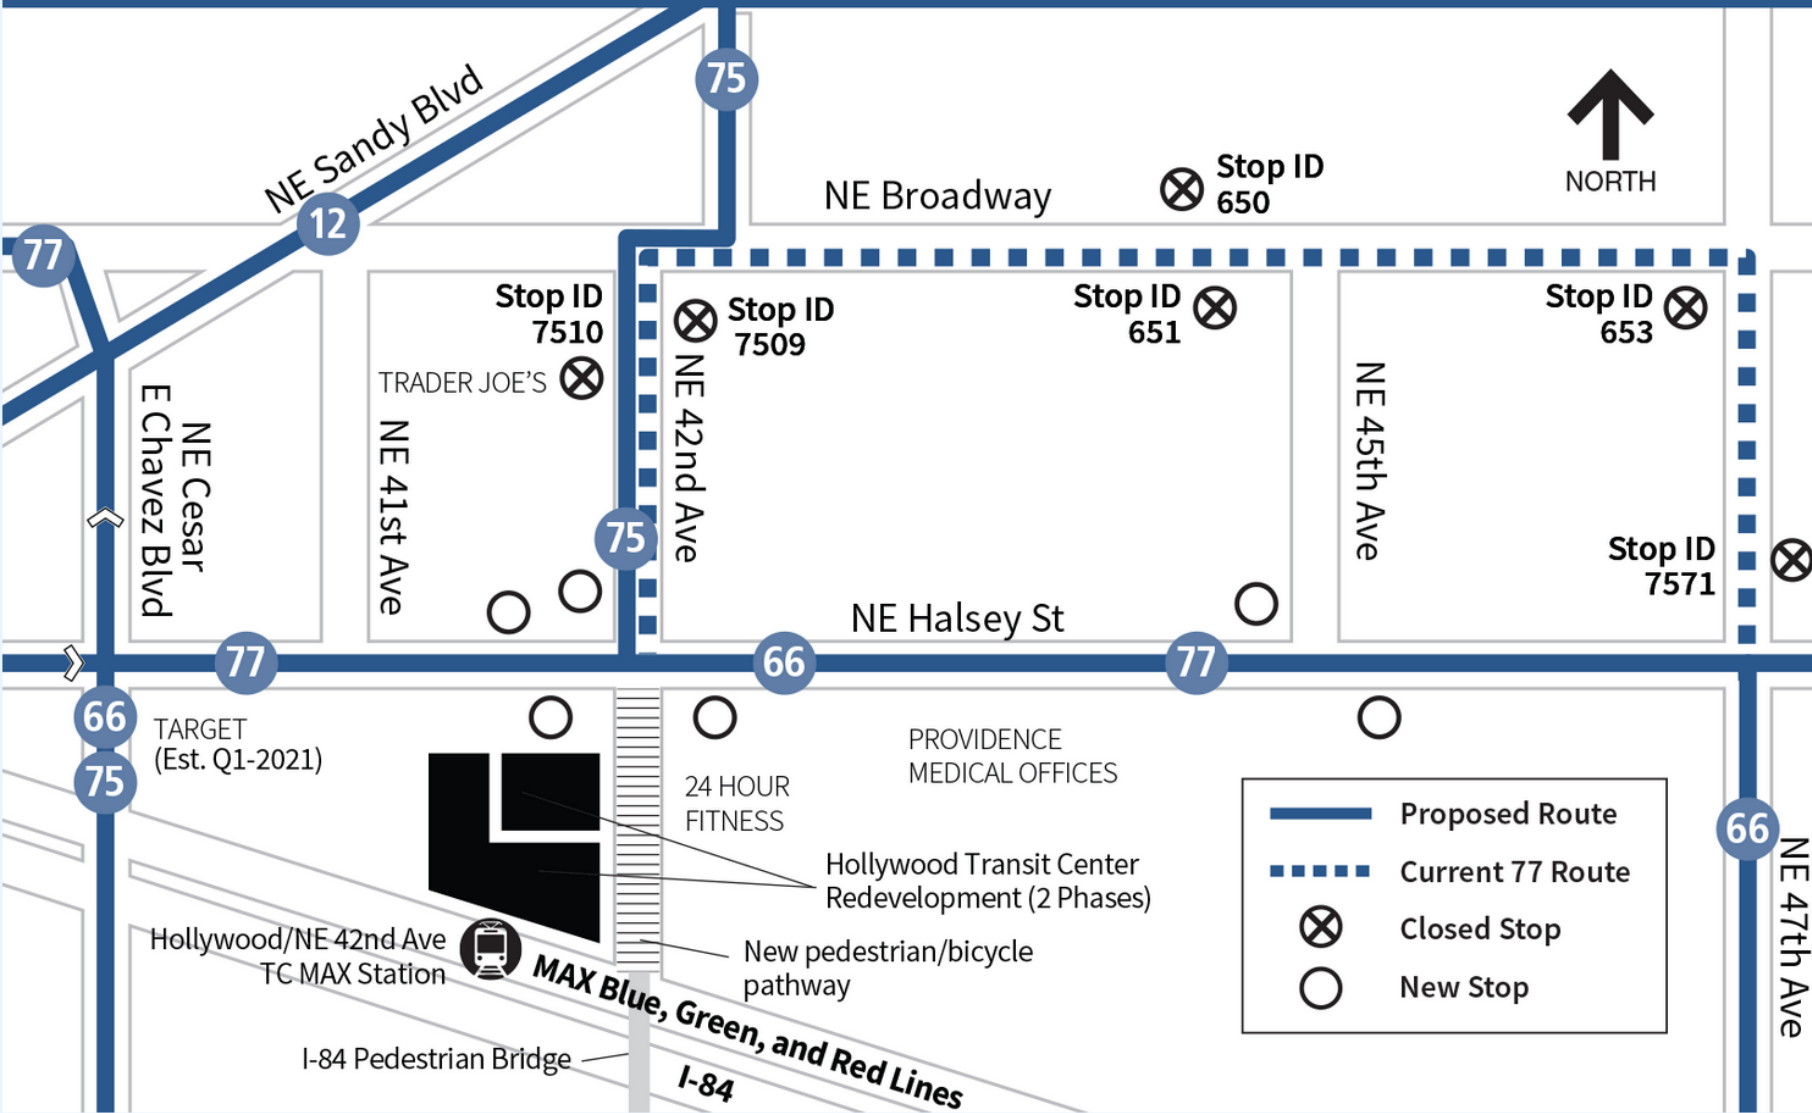 75
NE Sandy Blvd
12
77
NE Broadway
Stop ID
650
NORTH
Stop ID
7510
Stop ID
7509
Stop ID
651
Stop ID
653
TRADER JOE'S
NE Cesar
E Chavez Blvd
NE 41st Ave
75
NE 42nd Ave
NE 45th Ave
Stop ID
7571
NE Halsey St
77
66
77
66
75
TARGET
(Est. Q1-2021)
24 HOUR
FITNESS
PROVIDENCE
MEDICAL OFFICES
Hollywood Transit Center
Redevelopment (2 Phases)
Hollywood/NE 42nd Ave
TC MAX Station
New pedestrian/bicycle
pathway
MAX Blue, Green, and Red Lines
I-84 Pedestrian Bridge
I-84
Proposed Route
Current 77 Route
Closed Stop
New Stop
66
NE 47th Ave